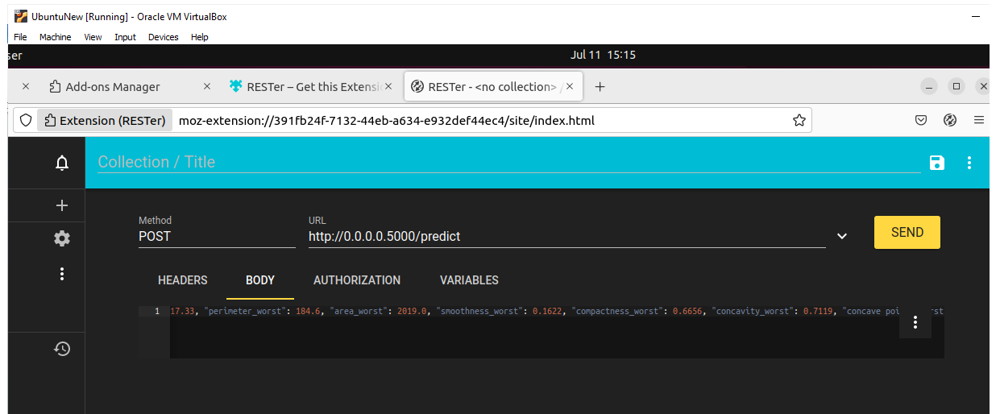 UbuntuNew [Running] - Oracle VM VirtualBox
File Machine View Input Devices Help
ser Jul 11 15:15
Add-ons Manager RESTer – Get this Extensi RESTer - <no collection> /
Extension (RESTer) moz-extension://391fb24f-7132-44eb-a634-e932def44ec4/site/index.html
Collection / Title
Method URL
POST http://0.0.0.0.5000/predict SEND
HEADERS BODY AUTHORIZATION VARIABLES
1 17.33, "perimeter_worst": 184.6, "area_worst": 2019.0, "smoothness_worst": 0.1622, "compactness_worst": 0.6656, "concavity_worst": 0.7119, "concave poi rst